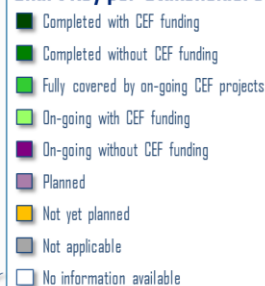 Completed with CEF funding
Completed without CEF funding
Fully covered by on-going CEF projects
On-going with CEF funding
On-going without CEF funding
Planned
Not yet planned
Not applicable
No information available